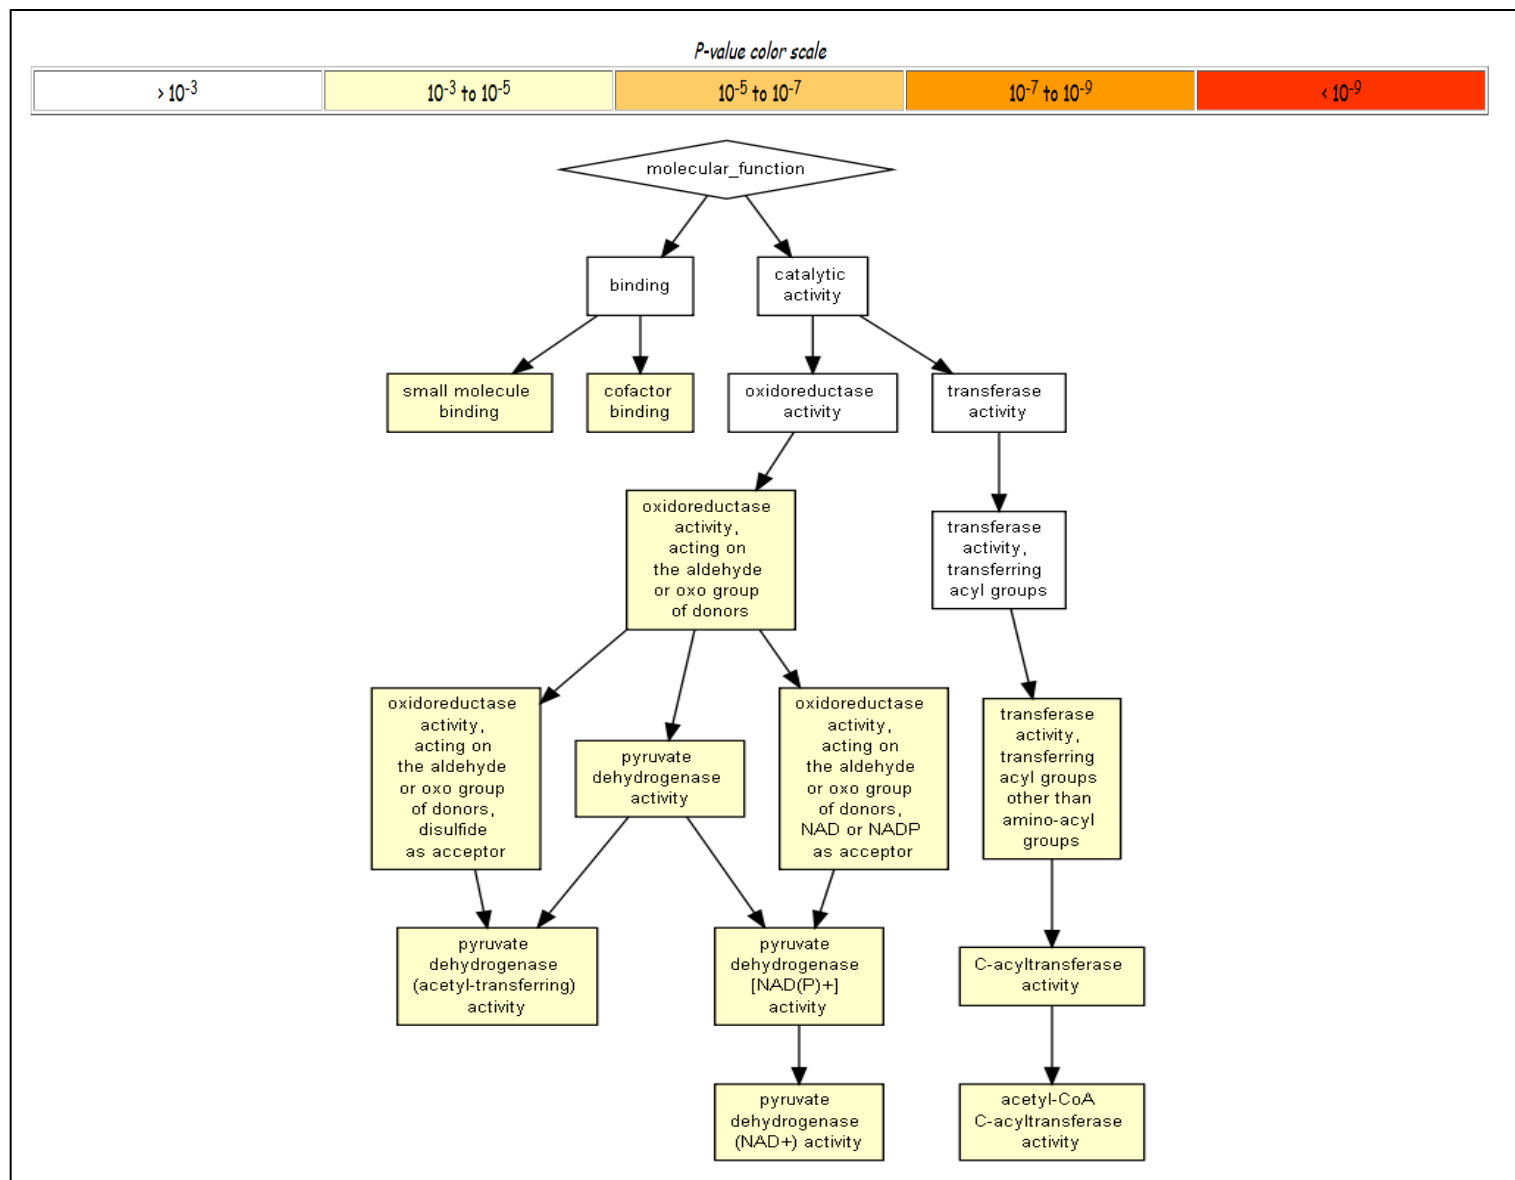 P-value color scale
> 10-3
10-3 to 10-5
10-5 to 10-7
10-7 to 10-9
< 10-9
molecular_function
binding
catalytic
activity
small molecule
binding
cofactor
binding
oxidoreductase
activity
transferase
activity
oxidoreductase
activity,
acting on
the aldehyde
or oxo group
of donors
transferase
activity,
transferring
acyl groups
oxidoreductase
activity,
acting on
the aldehyde
or oxo group
of donors,
disulfide
as acceptor
pyruvate
dehydrogenase
activity
oxidoreductase
activity,
acting on
the aldehyde
or oxo group
of donors,
NAD or NADP
as acceptor
transferase
activity,
transferring
acyl groups
other than
amino-acyl
groups
pyruvate
dehydrogenase
(acetyl-transferring)
activity
pyruvate
dehydrogenase
[NAD(P)+]
activity
C-acyltransferase
activity
pyruvate
dehydrogenase
(NAD+) activity
acetyl-CoA
C-acyltransferase
activity